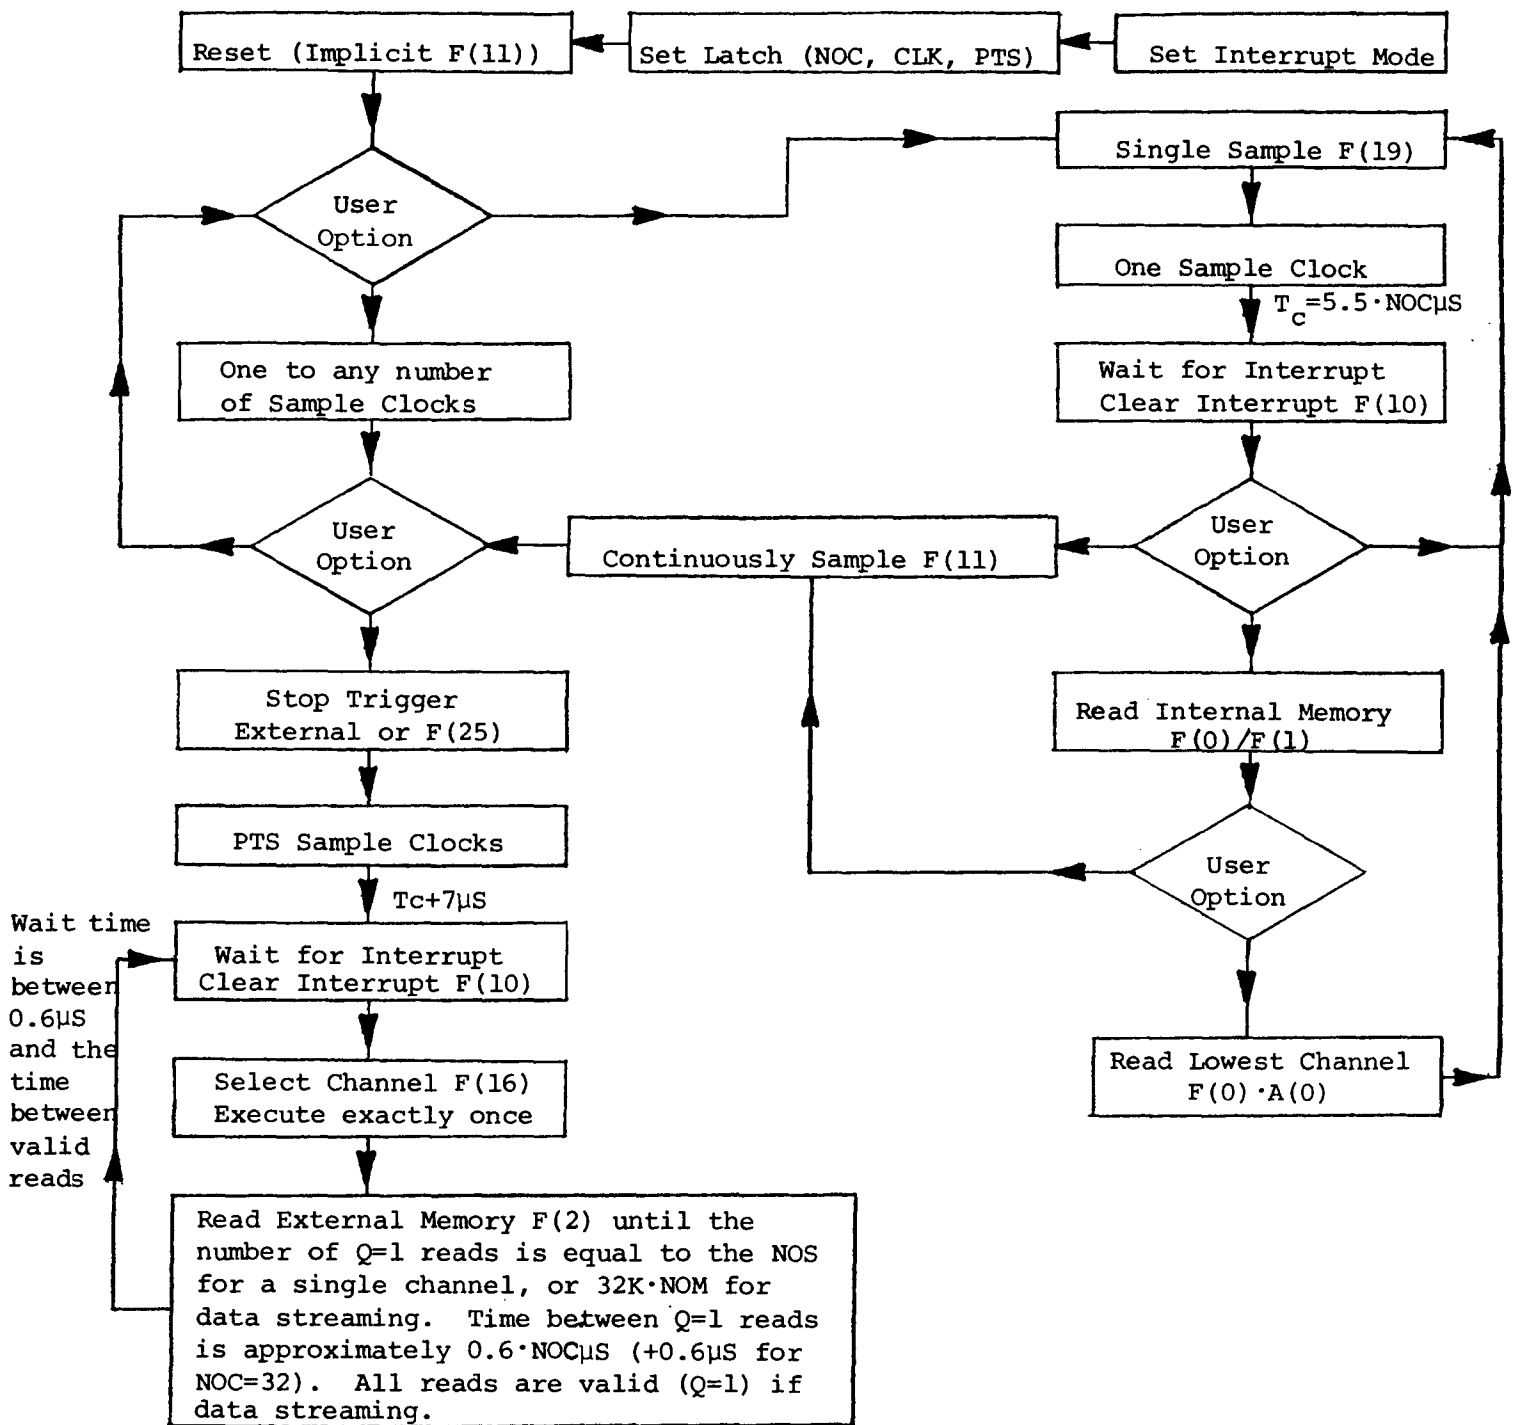 Reset (Implicit F(11))
Set Latch (NOC, CLK, PTS)
Set Interrupt Mode
User
Option
Single Sample F(19)
One Sample Clock
Tc=5.5·NOCµS
One to any number
of Sample Clocks
Wait for Interrupt
Clear Interrupt F(10)
User
Option
Continuously Sample F(11)
User
Option
Stop Trigger
External or F(25)
Read Internal Memory
F(0)/F(1)
PTS Sample Clocks
User
Option
Tc+7µS
Wait time
is
between
0.6µS
and the
time
between
valid
reads
Wait for Interrupt
Clear Interrupt F(10)
Select Channel F(16)
Execute exactly once
Read Lowest Channel
F(0)·A(0)
Read External Memory F(2) until the
number of Q=1 reads is equal to the NOS
for a single channel, or 32K·NOM for
data streaming.  Time between Q=1 reads
is approximately 0.6·NOCµS (+0.6µS for
NOC=32).  All reads are valid (Q=1) if
data streaming.